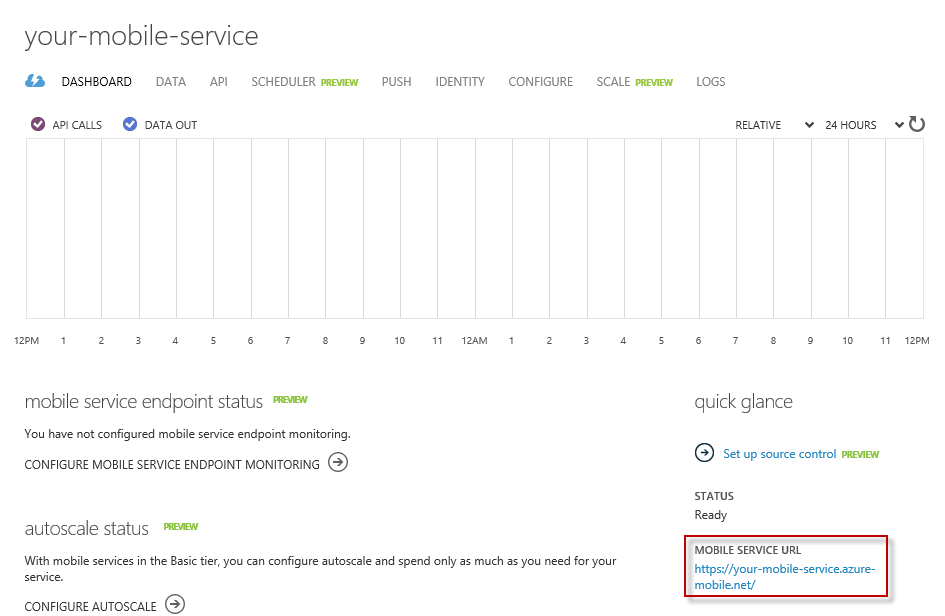 your-mobile-service
DASHBOARD DATA API SCHEDULER PREVIEW PUSH IDENTITY CONFIGURE SCALE PREVIEW LOGS
API CALLS DATA OUT RELATIVE 24 HOURS
12PM 1 2 3 4 5 6 7 8 9 10 11 12AM 1 2 3 4 5 6 7 8 9 10 11 12PM
mobile service endpoint status PREVIEW
You have not configured mobile service endpoint monitoring.
CONFIGURE MOBILE SERVICE ENDPOINT MONITORING
autoscale status PREVIEW
With mobile services in the Basic tier, you can configure autoscale and spend only as much as you need for your
service.
CONFIGURE AUTOSCALE
quick glance
Set up source control PREVIEW
STATUS
Ready
MOBILE SERVICE URL
https://your-mobile-service.azure-
mobile.net/